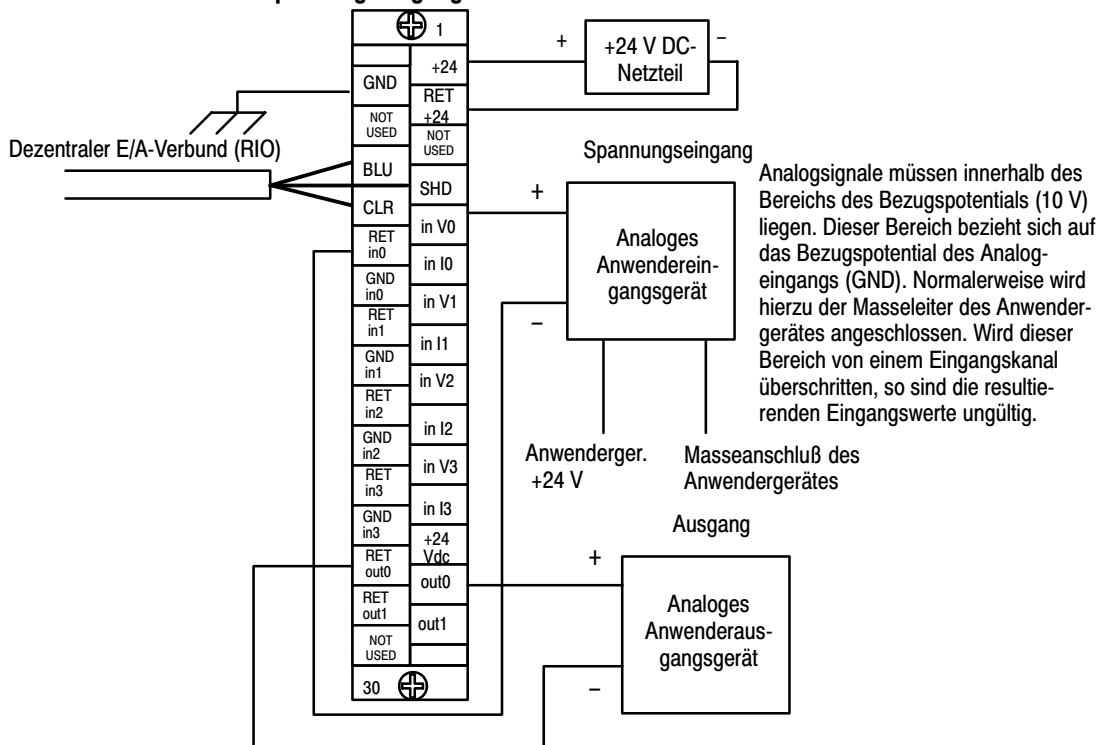 1
+
+24 V DC-
Netzteil
–
+24
GND
RET
+24
NOT
USED
NOT
USED
Dezentraler E/A-Verbund (RIO)
BLU
SHD
CLR
in V0
RET
in0
in I0
GND
in0
in V1
RET
in1
in I1
GND
in1
in V2
RET
in2
in I2
GND
in2
in V3
RET
in3
in I3
GND
in3
+24
Vdc
RET
out0
out0
RET
out1
out1
NOT
USED
30
Spannungseingang
+
Analoges
Anwenderein-
gangsgerät
–
Anwenderger.
+24 V
Masseanschluß des
Anwendergerätes
Analogsignale müssen innerhalb des
Bereichs des Bezugspotentials (10 V)
liegen. Dieser Bereich bezieht sich auf
das Bezugspotential des Analog-
eingangs (GND). Normalerweise wird
hierzu der Masseleiter des Anwender-
gerätes angeschlossen. Wird dieser
Bereich von einem Eingangskanal
überschritten, so sind die resultie-
renden Eingangswerte ungültig.
Ausgang
+
Analoges
Anwenderaus-
gangsgerät
–